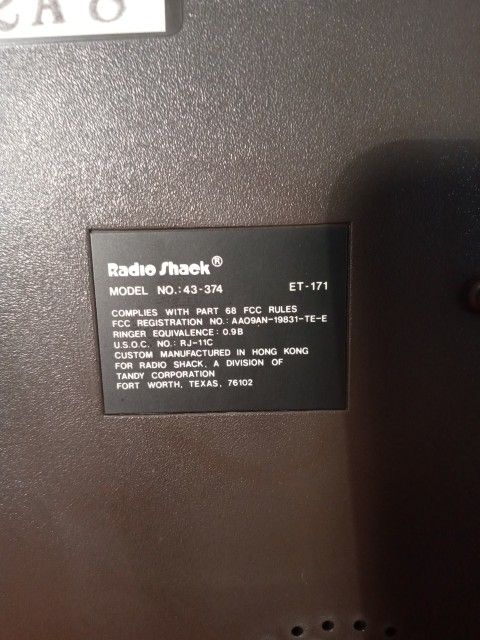 Radio Shack®
MODEL NO.: 43-374 ET-171
COMPLIES WITH PART 68 FCC RULES
FCC REGISTRATION NO.: AAO9AN-19831-TE-E
RINGER EQUIVALENCE: 0.9B
U.S.O.C. NO.: RJ-11C
CUSTOM MANUFACTURED IN HONG KONG
FOR RADIO SHACK, A DIVISION OF
TANDY CORPORATION
FORT WORTH, TEXAS, 76102